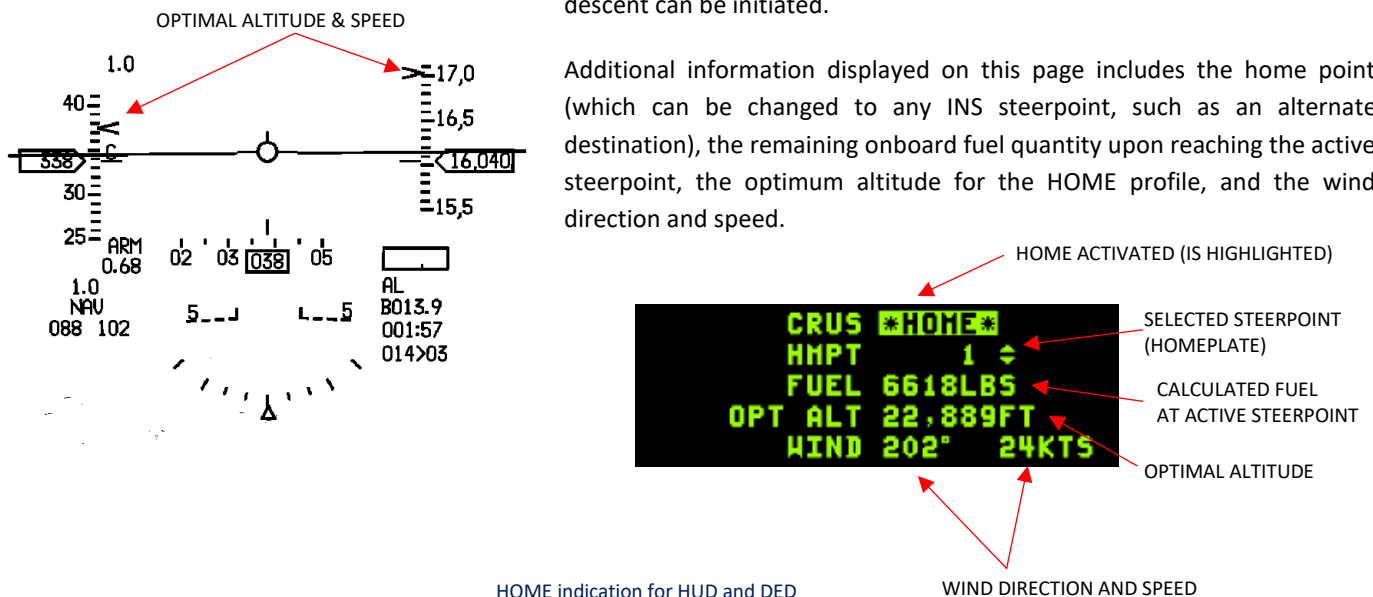 descent can be initiated.
OPTIMAL ALTITUDE & SPEED
Additional information displayed on this page includes the home point
(which can be changed to any INS steerpoint, such as an alternate
destination), the remaining onboard fuel quantity upon reaching the active
steerpoint, the optimum altitude for the HOME profile, and the wind
direction and speed.
1.0
17,0
40
16,5
C
338
16,040
30
15,5
25
ARM
0.68
02 03 038 05
1.0
NAV
088 102
5 5
AL
B013.9
001:57
014>03
HOME ACTIVATED (IS HIGHLIGHTED)
CRUS *HOME*
HMPT 1
FUEL 6618LBS
OPT ALT 22,889FT
WIND 202° 24KTS
SELECTED STEERPOINT
(HOMEPLATE)
CALCULATED FUEL
AT ACTIVE STEERPOINT
OPTIMAL ALTITUDE
WIND DIRECTION AND SPEED
HOME indication for HUD and DED